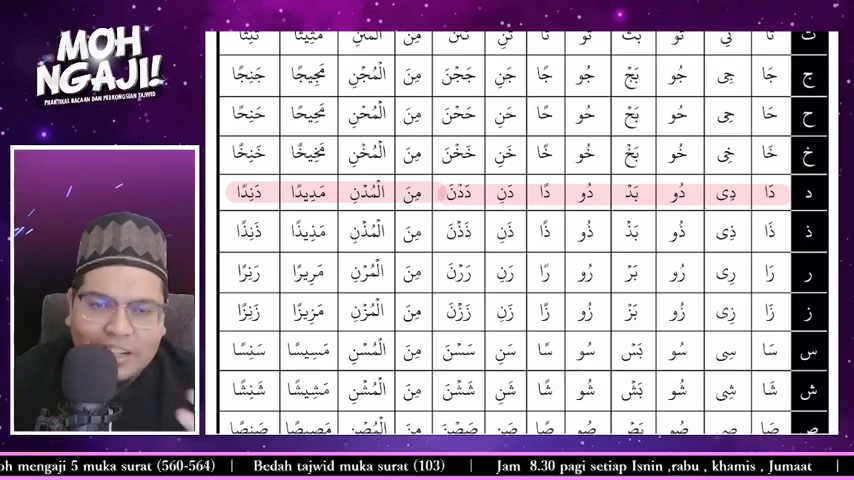 MOH
NGAJI!
PRAKTIKAL BACAAN DAN PERKONGSIAN TAJWID
ج جَا جِى جُو بَجْ جُو جًا جَنِ جَجْنَ مِنَ الْمُجْنِ مَجِيجًا جَنِجًا
ح حَا حِى حُو بَحْ حُو حًا حَنِ حَحْنَ مِنَ الْمُحْنِ مَحِيحًا حَنِحًا
خ خَا خِى خُو بَخْ خُو خًا خَنِ خَخْنَ مِنَ الْمُخْنِ مَخِيخًا خَنِخًا
د دَا دِى دُو بَدْ دُو دًا دَنِ دَدْنَ مِنَ الْمُدْنِ مَدِيدًا دَنِدًا
ذ ذَا ذِى ذُو بَذْ ذُو ذًا ذَنِ ذَذْنَ مِنَ الْمُذْنِ مَذِيذًا ذَنِذًا
ر رَا رِى رُو بَرْ رُو رًا رَنِ رَرْنَ مِنَ الْمُرْنِ مَرِيرًا رَنِرًا
ز زَا زِى زُو بَزْ زُو زًا زَنِ زَزْنَ مِنَ الْمُزْنِ مَزِيزًا زَنِزًا
س سَا سِى سُو بَسْ سُو سًا سَنِ سَسْنَ مِنَ الْمُسْنِ مَسِيسًا سَنِسًا
ش شَا شِى شُو بَشْ شُو شًا شَنِ شَشْنَ مِنَ الْمُشْنِ مَشِيشًا شَنِشًا
oh mengaji 5 muka surat (560-564) | Bedah tajwid muka surat (103) | Jam 8.30 pagi setiap Isnin ,rabu , khamis , Jumaat |